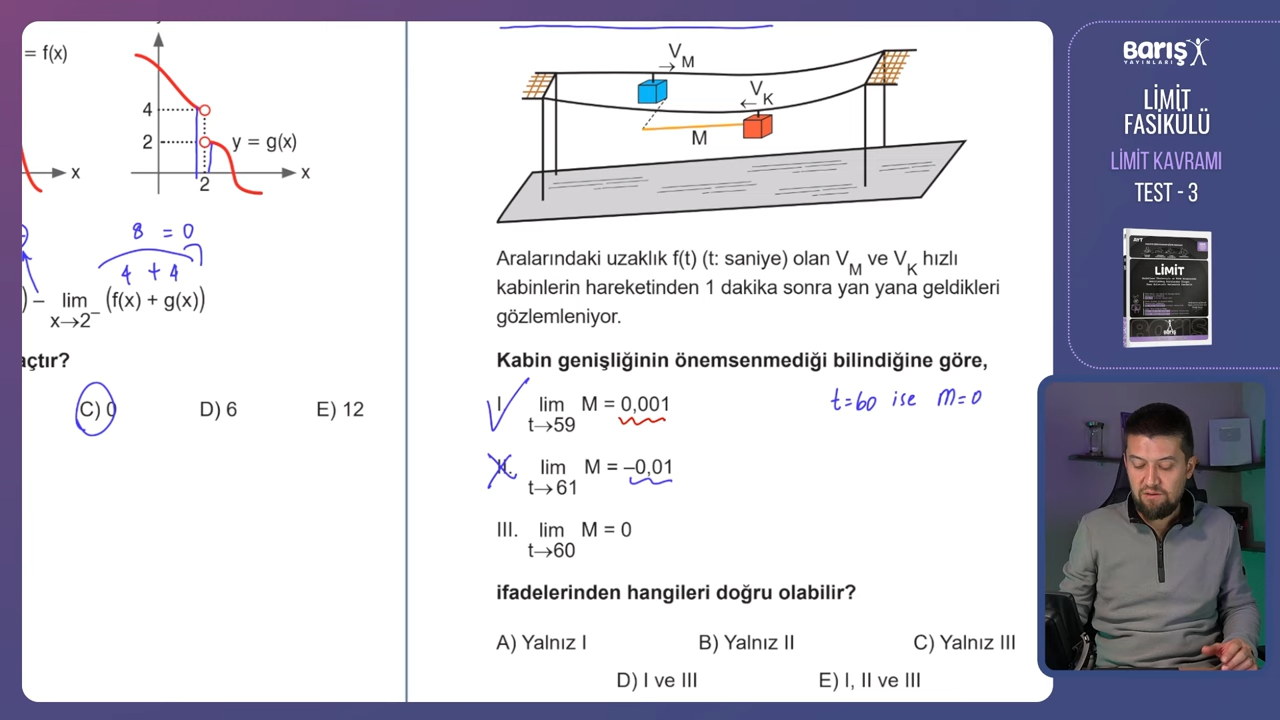 = f(x)
4
2
y = g(x)
x
x
2
8 = 0
4 + 4
) – lim (f(x) + g(x))
x→2⁻
açtır?
C) 0
D) 6
E) 12
V_M
V_K
M
Aralarındaki uzaklık f(t) (t: saniye) olan V_M ve V_K hızlı
kabinlerin hareketinden 1 dakika sonra yan yana geldikleri
gözlemleniyor.
Kabin genişliğinin önemsenmediği bilindiğine göre,
I. lim M = 0,001
t→59
t=60 ise M=0
II. lim M = –0,01
t→61
III. lim M = 0
t→60
ifadelerinden hangileri doğru olabilir?
A) Yalnız I
B) Yalnız II
C) Yalnız III
D) I ve III
E) I, II ve III
BARIŞ
YAYINLARI
LİMİT
FASİKÜLÜ
LİMİT KAVRAMI
TEST - 3
AYT
LİMİT
BARIŞ